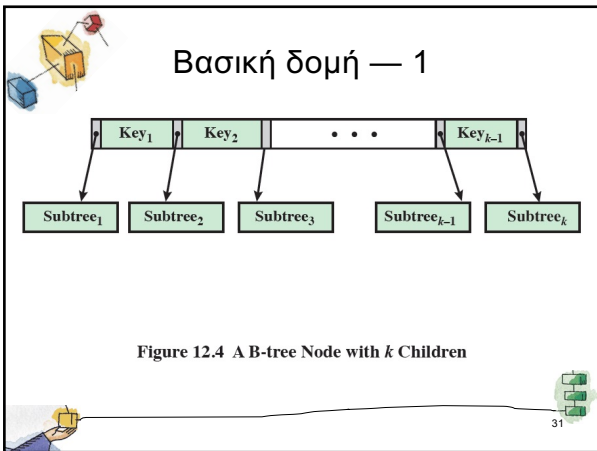 Βασική δομή — 1
Key₁ Key₂ • • • Keyₖ₋₁
Subtree₁ Subtree₂ Subtree₃ Subtreeₖ₋₁ Subtreeₖ
Figure 12.4 A B-tree Node with k Children
31